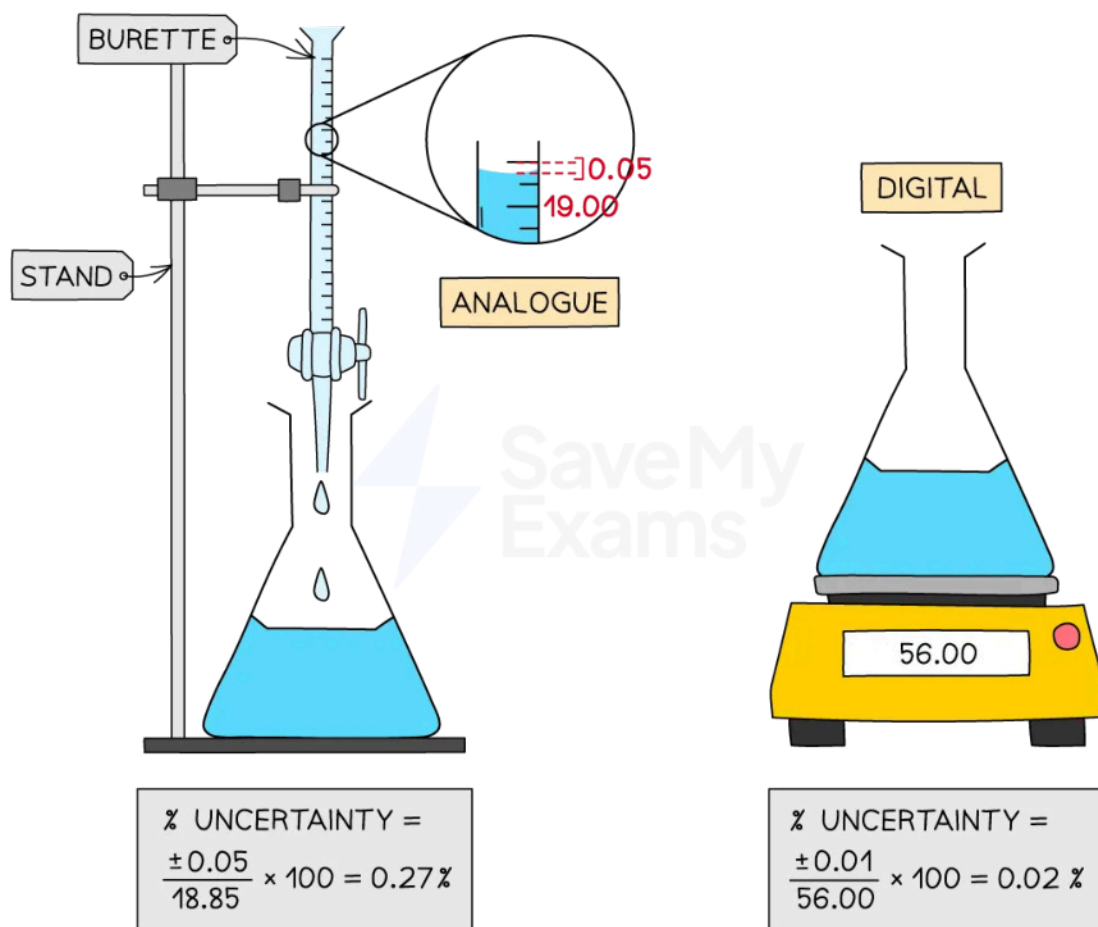 BURETTE
0.05
19.00
DIGITAL
STAND
ANALOGUE
SaveMy
Exams
56.00
% UNCERTAINTY =
±0.05
18.85
× 100 = 0.27%
% UNCERTAINTY =
±0.01
56.00
× 100 = 0.02 %